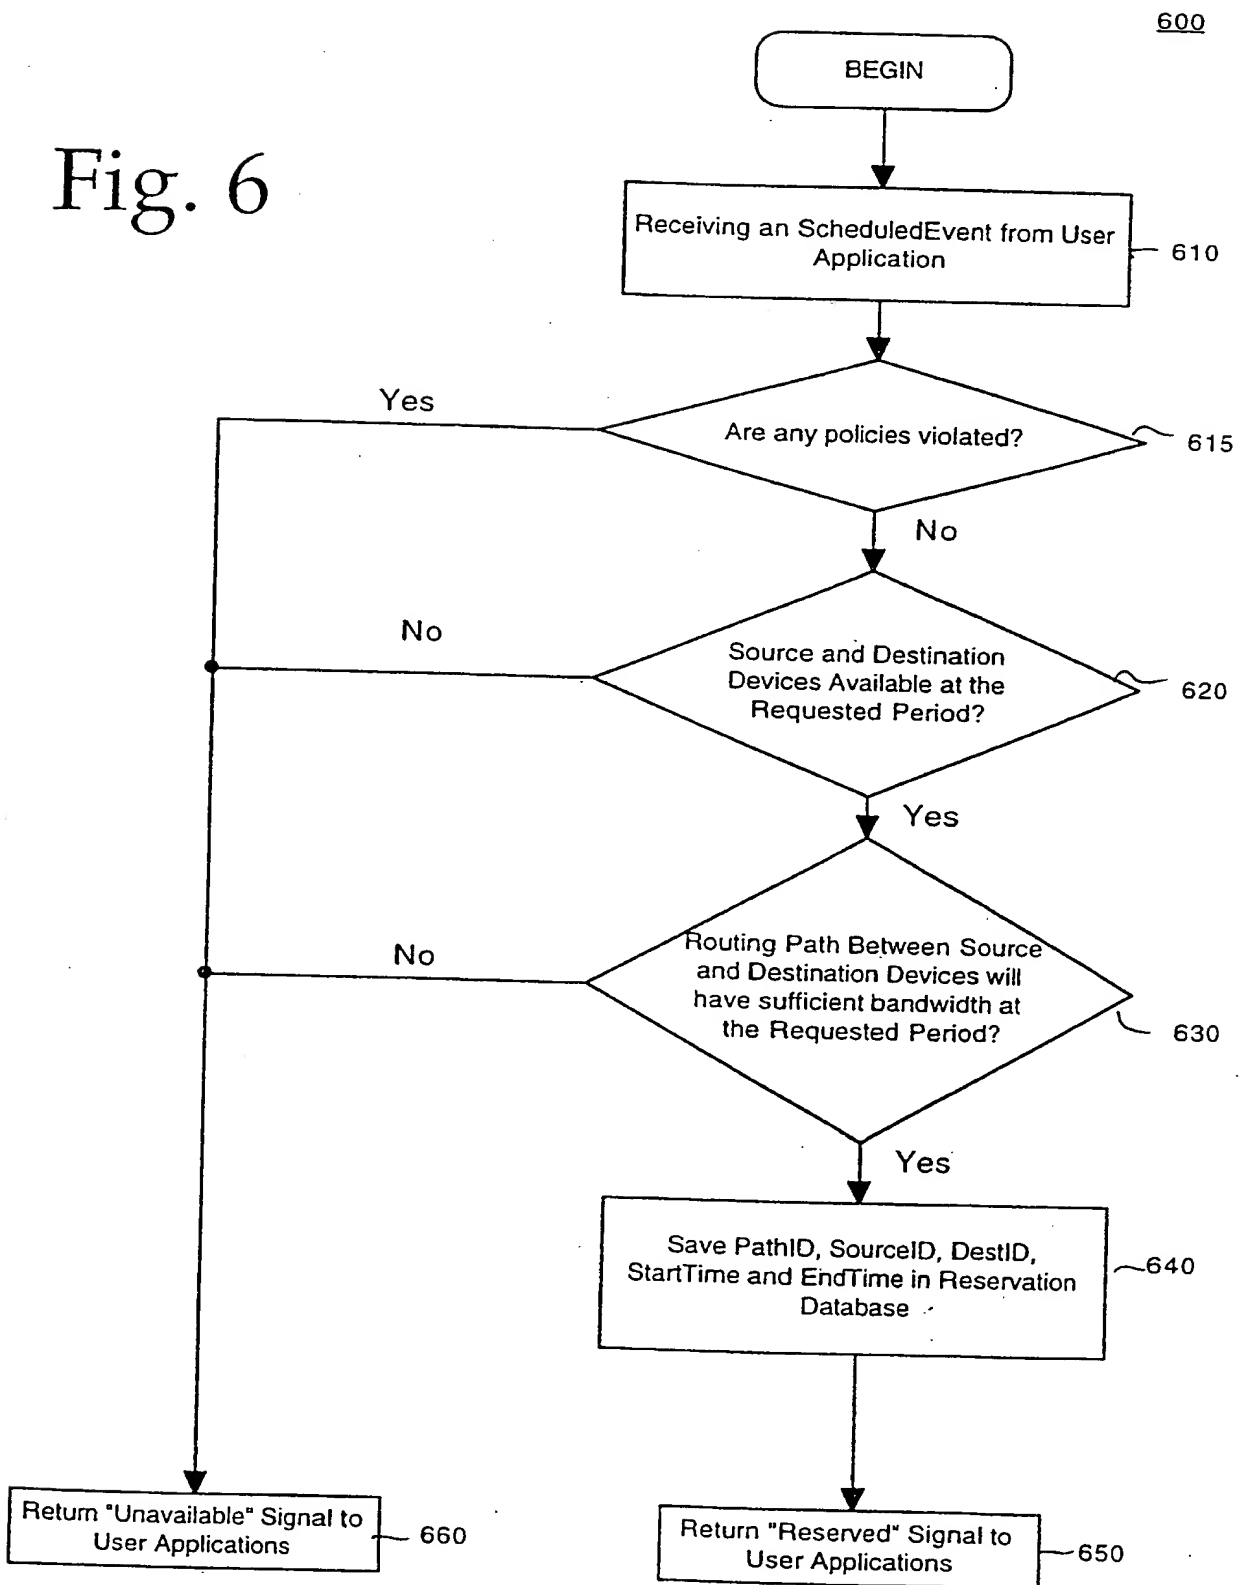 600
BEGIN
Fig. 6
Receiving an ScheduledEvent from User
Application
610
Yes
Are any policies violated?
615
No
No
Source and Destination
Devices Available at the
Requested Period?
620
Yes
No
Routing Path Between Source
and Destination Devices will
have sufficient bandwidth at
the Requested Period?
630
Yes
Save PathID, SourceID, DestID,
StartTime and EndTime in Reservation
Database
640
Return "Unavailable" Signal to
User Applications
660
Return "Reserved" Signal to
User Applications
650